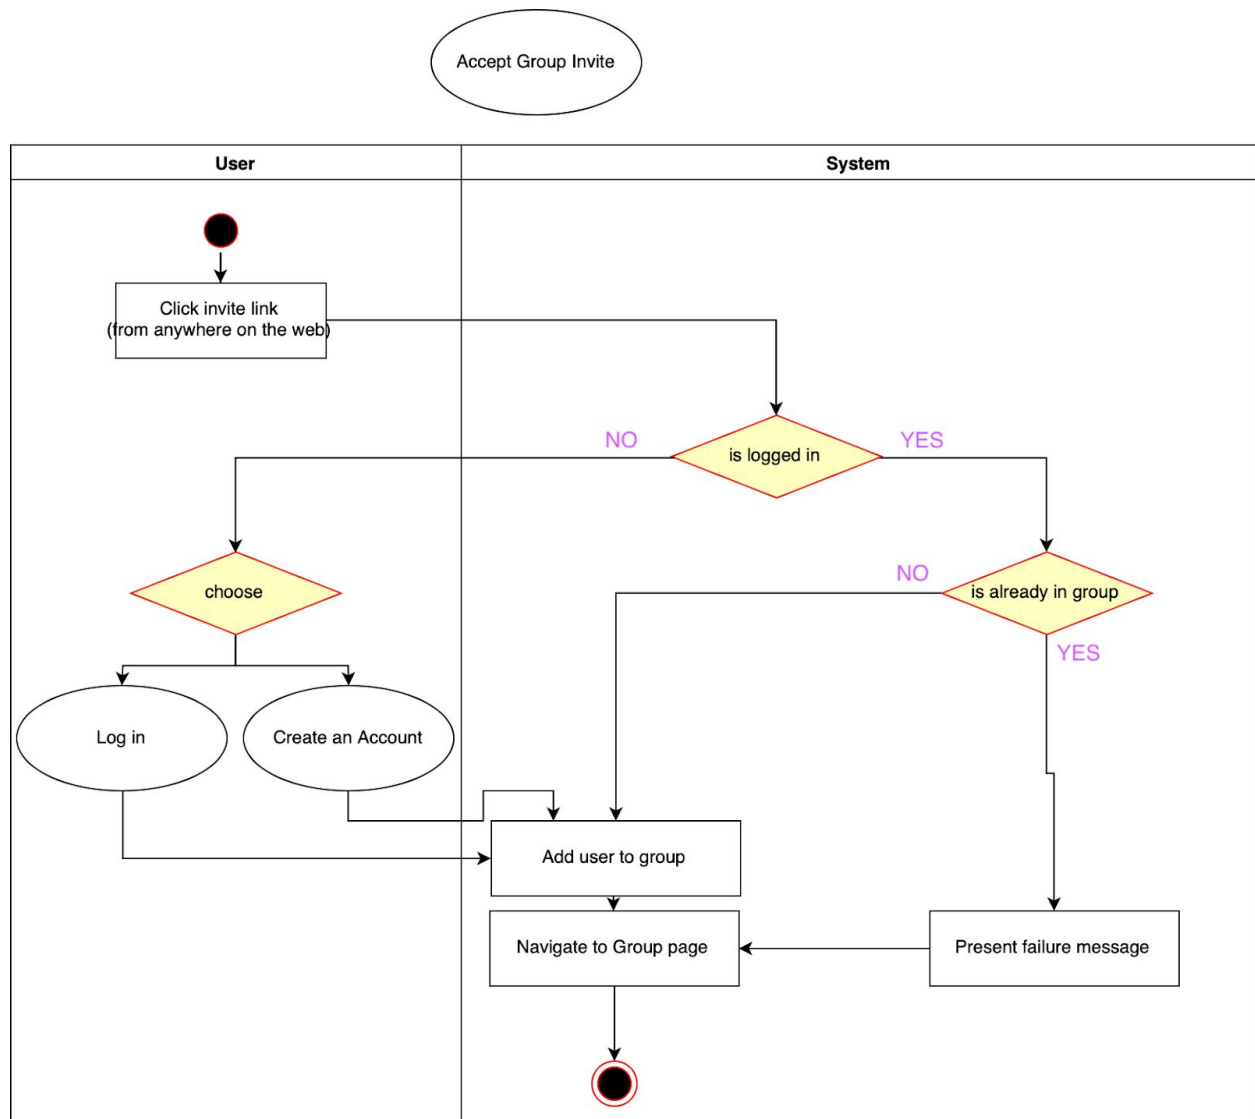 Accept Group Invite
User
System
Click invite link
(from anywhere on the web)
NO
is logged in
YES
choose
NO
is already in group
YES
Log in
Create an Account
Add user to group
Navigate to Group page
Present failure message